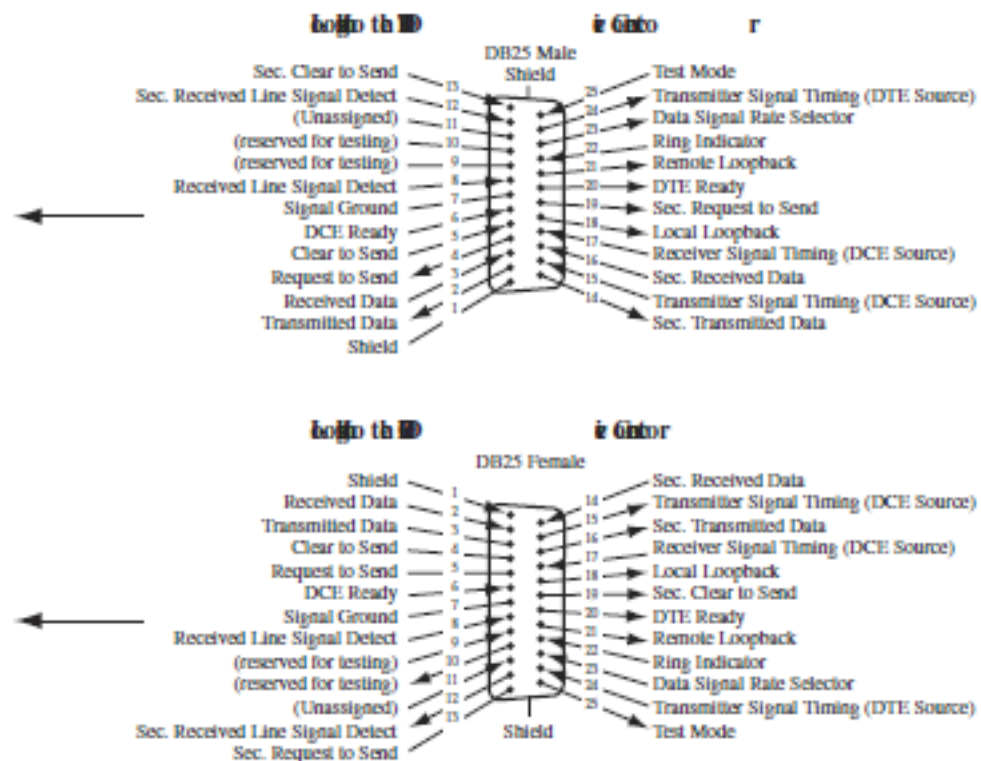 DB25 Male
Shield
Sec. Clear to Send
13
Sec. Received Line Signal Detect
12
(Unassigned)
11
(reserved for testing)
10
(reserved for testing)
9
Received Line Signal Detect
8
Signal Ground
7
DCE Ready
6
Clear to Send
5
Request to Send
4
Received Data
3
Transmitted Data
2
Shield
1
25
Test Mode
24
Transmitter Signal Timing (DTE Source)
23
Data Signal Rate Selector
22
Ring Indicator
21
Remote Loopback
20
DTE Ready
19
Sec. Request to Send
18
Local Loopback
17
Receiver Signal Timing (DCE Source)
16
Sec. Received Data
15
Transmitter Signal Timing (DCE Source)
14
Sec. Transmitted Data
DB25 Female
Shield
1
Received Data
2
Transmitted Data
3
Clear to Send
4
Request to Send
5
DCE Ready
6
Signal Ground
7
Received Line Signal Detect
8
(reserved for testing)
9
(reserved for testing)
10
(Unassigned)
11
Sec. Received Line Signal Detect
12
Sec. Request to Send
13
14
Sec. Received Data
15
Transmitter Signal Timing (DCE Source)
16
Sec. Transmitted Data
17
Receiver Signal Timing (DCE Source)
18
Local Loopback
19
Sec. Clear to Send
20
DTE Ready
21
Remote Loopback
22
Ring Indicator
23
Data Signal Rate Selector
24
Transmitter Signal Timing (DTE Source)
25
Test Mode
Shield